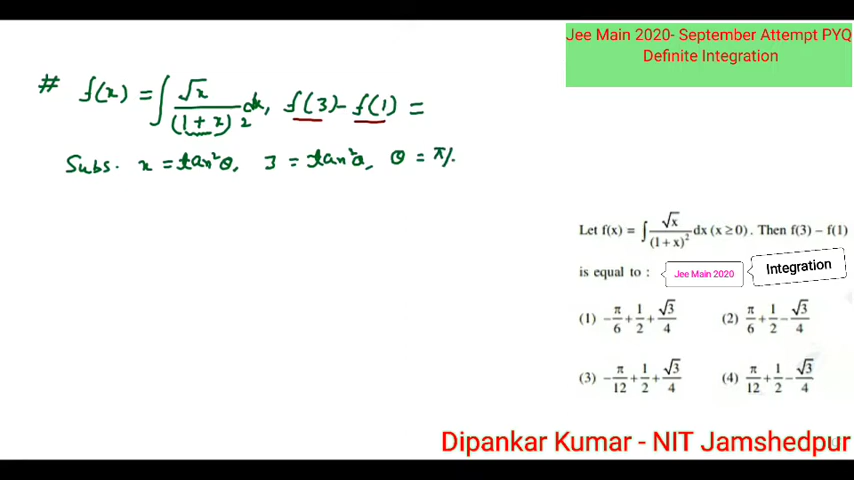 Jee Main 2020- September Attempt PYQ
Definite Integration
# f(x) = ∫ √x / (1 + x)² dx, f(3) - f(1) =
Subs. x = tan²θ, 3 = tan²θ, θ = π/.
Let f(x) = ∫ √x / (1+x)² dx (x ≥ 0). Then f(3) – f(1)
is equal to : Jee Main 2020 Integration
(1) -π/6 + 1/2 + √3/4 (2) π/6 + 1/2 - √3/4
(3) -π/12 + 1/2 + √3/4 (4) π/12 + 1/2 - √3/4
Dipankar Kumar - NIT Jamshedpur